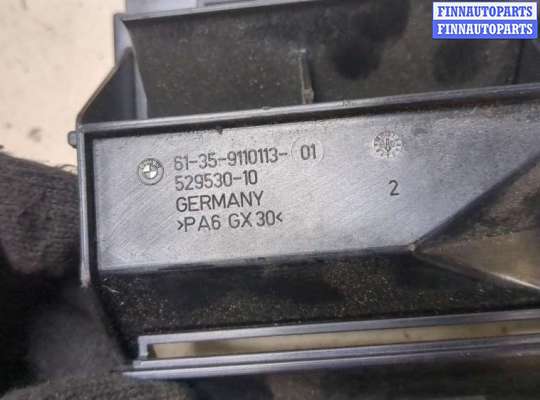 FINNAUTOPARTS
FINNAUTOPARTS
61-35-9110113- 01
529530-10
GERMANY
>PA6 GX30<
2